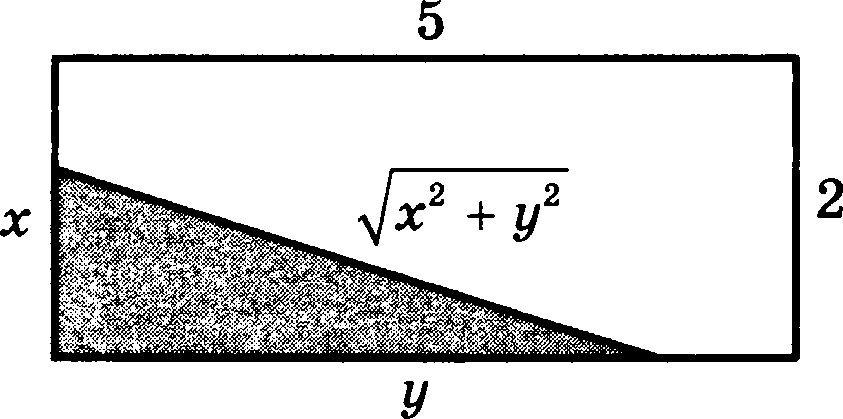 5
√(x² + y²)
x
2
y